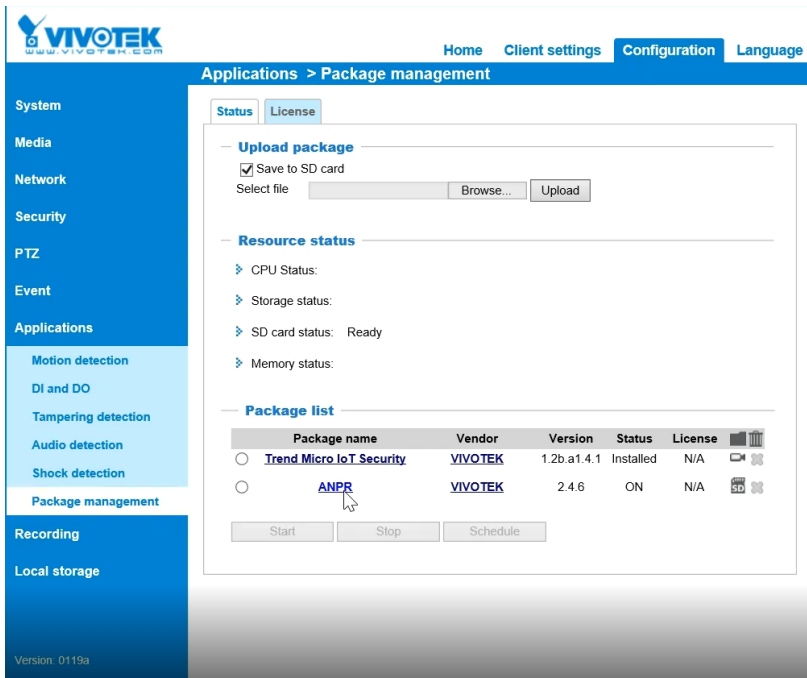 VIVOTEK
www.vivotek.com
Home Client settings Configuration Language
Applications > Package management
System
Media
Network
Security
PTZ
Event
Applications
Motion detection
DI and DO
Tampering detection
Audio detection
Shock detection
Package management
Recording
Local storage
Version: 0119a
Status License
Upload package
Save to SD card
Select file Browse... Upload
Resource status
CPU Status:
Storage status:
SD card status: Ready
Memory status:
Package list
Package name Vendor Version Status License
Trend Micro IoT Security VIVOTEK 1.2b.a1.4.1 Installed N/A
ANPR VIVOTEK 2.4.6 ON N/A SD
Start Stop Schedule